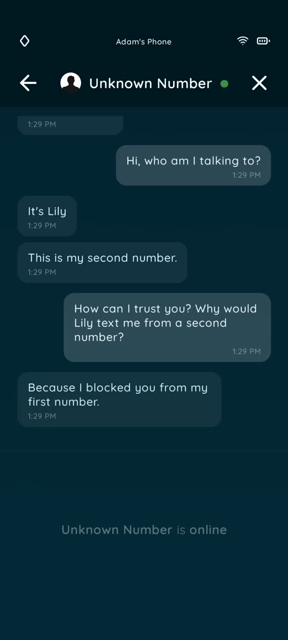 Adam's Phone
Unknown Number
1:29 PM
Hi, who am I talking to?
1:29 PM
It's Lily
1:29 PM
This is my second number.
1:29 PM
How can I trust you? Why would
Lily text me from a second
number?
1:29 PM
Because I blocked you from my
first number.
1:29 PM
Unknown Number is online